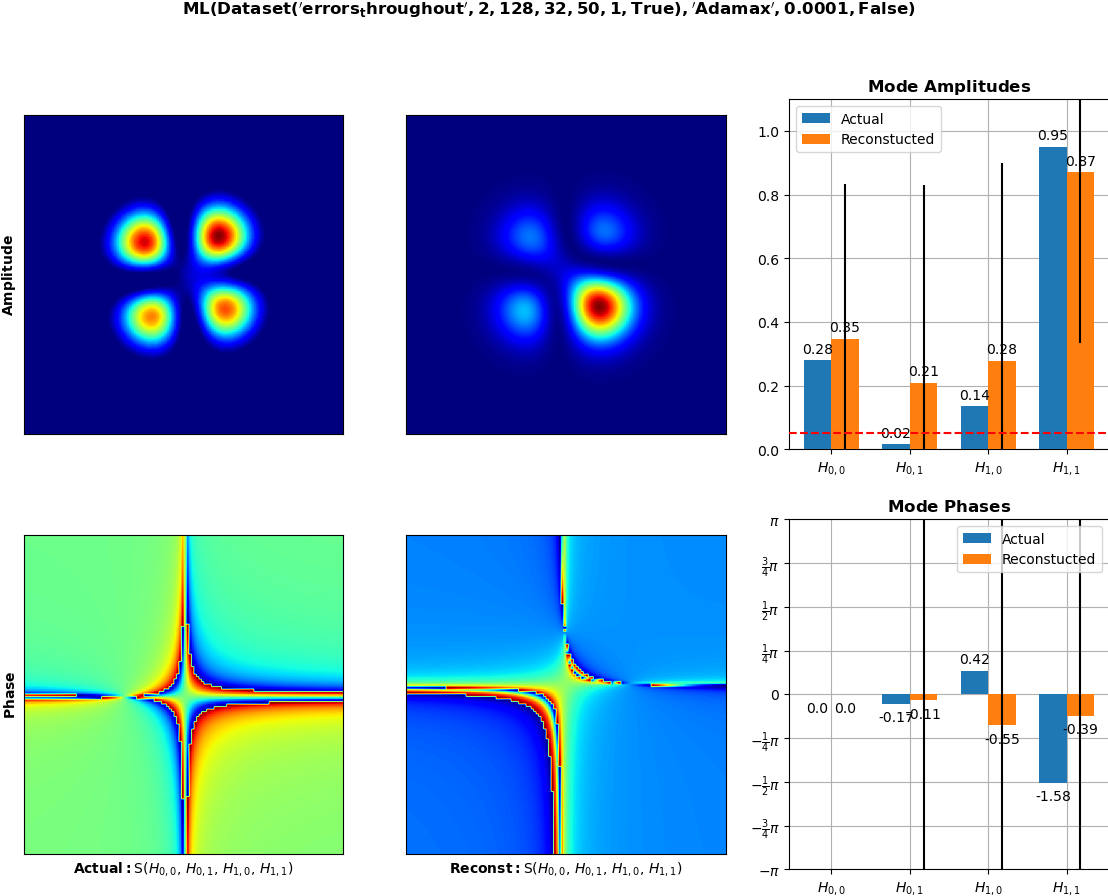 ML(Dataset('errors_throughout', 2, 128, 32, 50, 1, True), 'Adamax', 0.0001, False)
Amplitude
Mode Amplitudes
Actual
Reconstucted
1.0
0.8
0.6
0.4
0.2
0.0
0.28
0.35
0.02
0.21
0.14
0.28
0.95
0.87
H0,0
H0,1
H1,0
H1,1
Phase
Actual: S(H0,0, H0,1, H1,0, H1,1)
Reconst: S(H0,0, H0,1, H1,0, H1,1)
Mode Phases
Actual
Reconstucted
π
3/4π
1/2π
1/4π
0
−1/4π
−1/2π
−3/4π
−π
0.0
0.0
-0.17
-0.11
0.42
-0.55
-1.58
-0.39
H0,0
H0,1
H1,0
H1,1